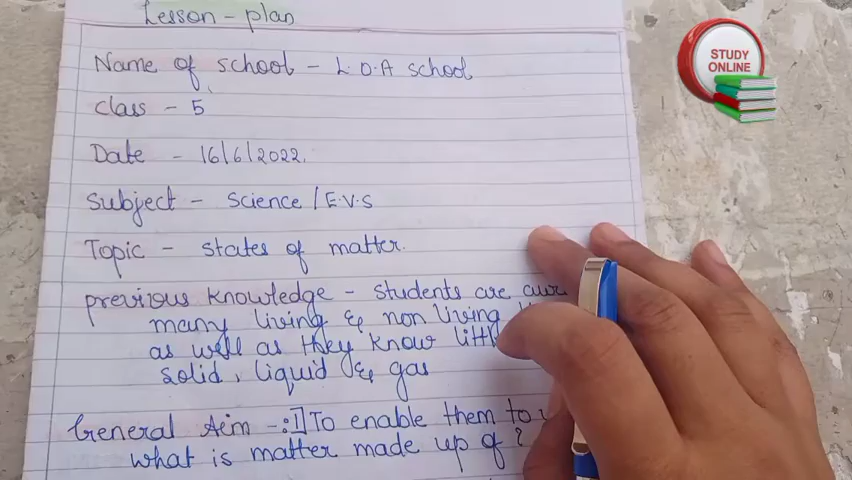 Lesson - plan
Name of school - L.D.A school
class - 5
Date - 16/6/2022.
Subject - Science / E.V.S
Topic - states of matter.
previous knowledge - students are
many living & non living
as well as they know
solid, liquid & gas
General Aim -: 1] To enable them to
what is matter made up of?
STUDY
ONLINE